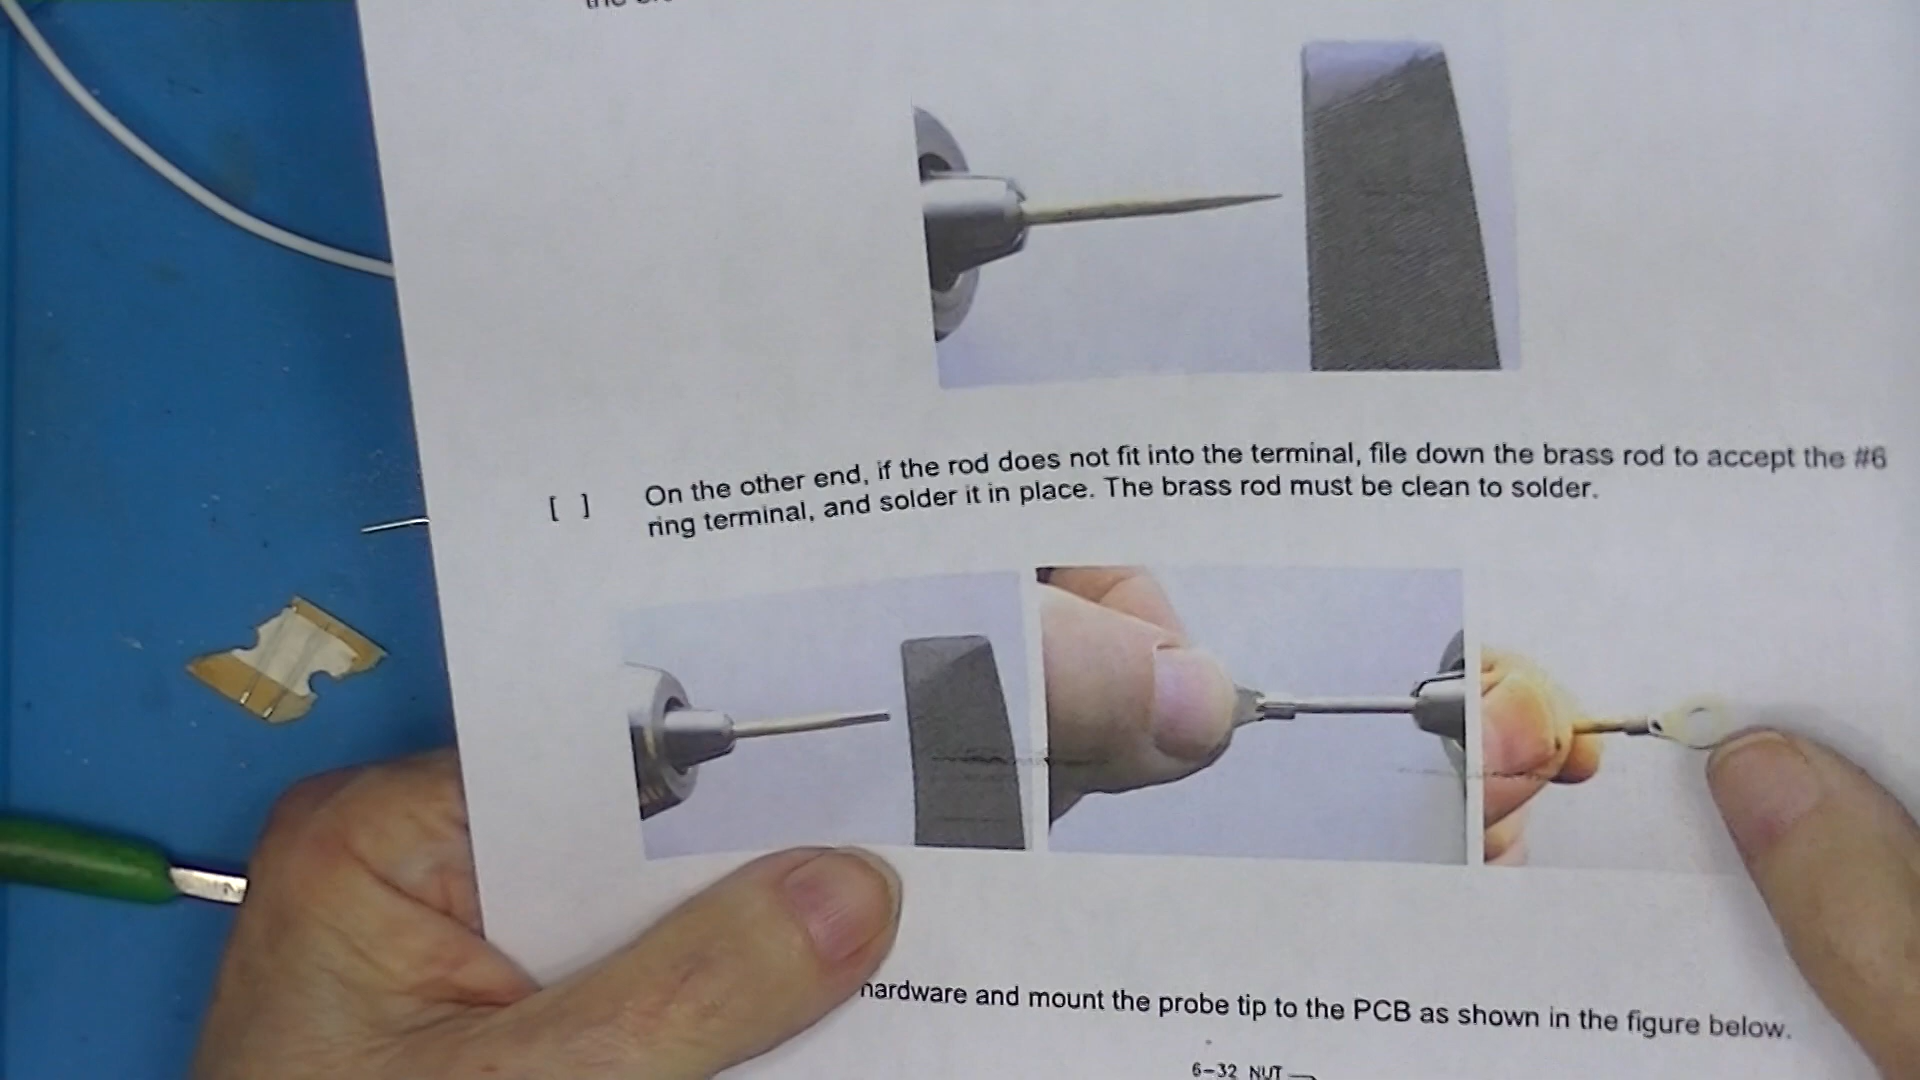 [ ] On the other end, if the rod does not fit into the terminal, file down the brass rod to accept the #6
ring terminal, and solder it in place. The brass rod must be clean to solder.
hardware and mount the probe tip to the PCB as shown in the figure below.
6-32 NUT